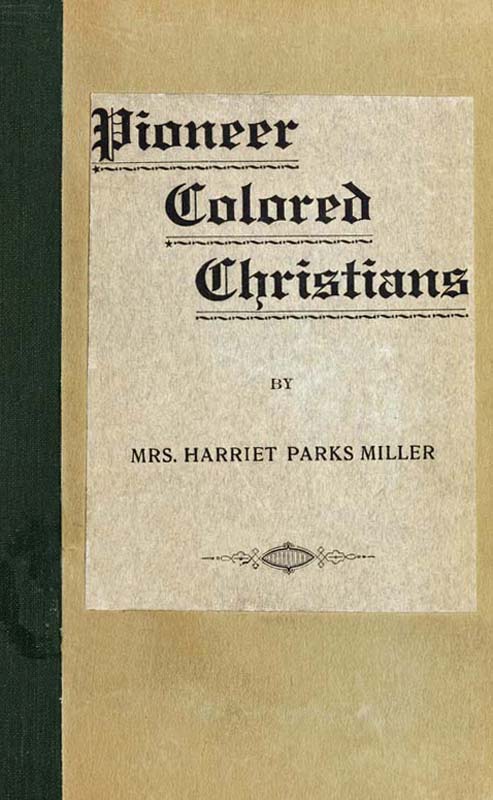 Pioneer
Colored
Christians
BY
MRS. HARRIET PARKS MILLER